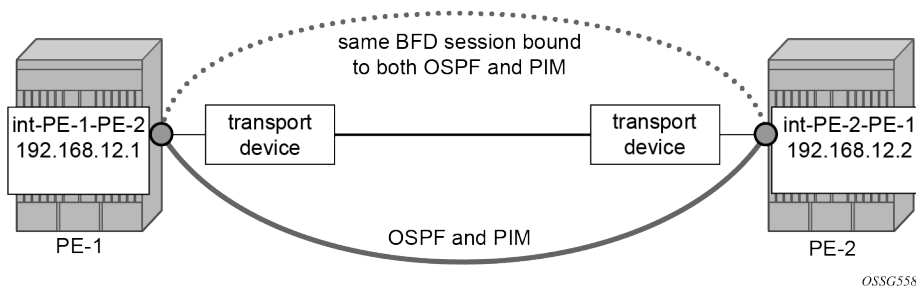 same BFD session bound
to both OSPF and PIM
int-PE-1-PE-2
192.168.12.1
transport
device
transport
device
int-PE-2-PE-1
192.168.12.2
OSPF and PIM
PE-1
PE-2
OSSG558